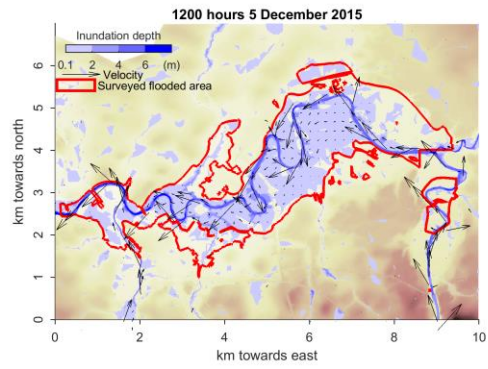 1200 hours 5 December 2015
Inundation depth
0.1 2 4 6 (m)
Velocity
Surveyed flooded area
km towards north
6
5
4
3
2
1
0
0 2 4 6 8 10
km towards east